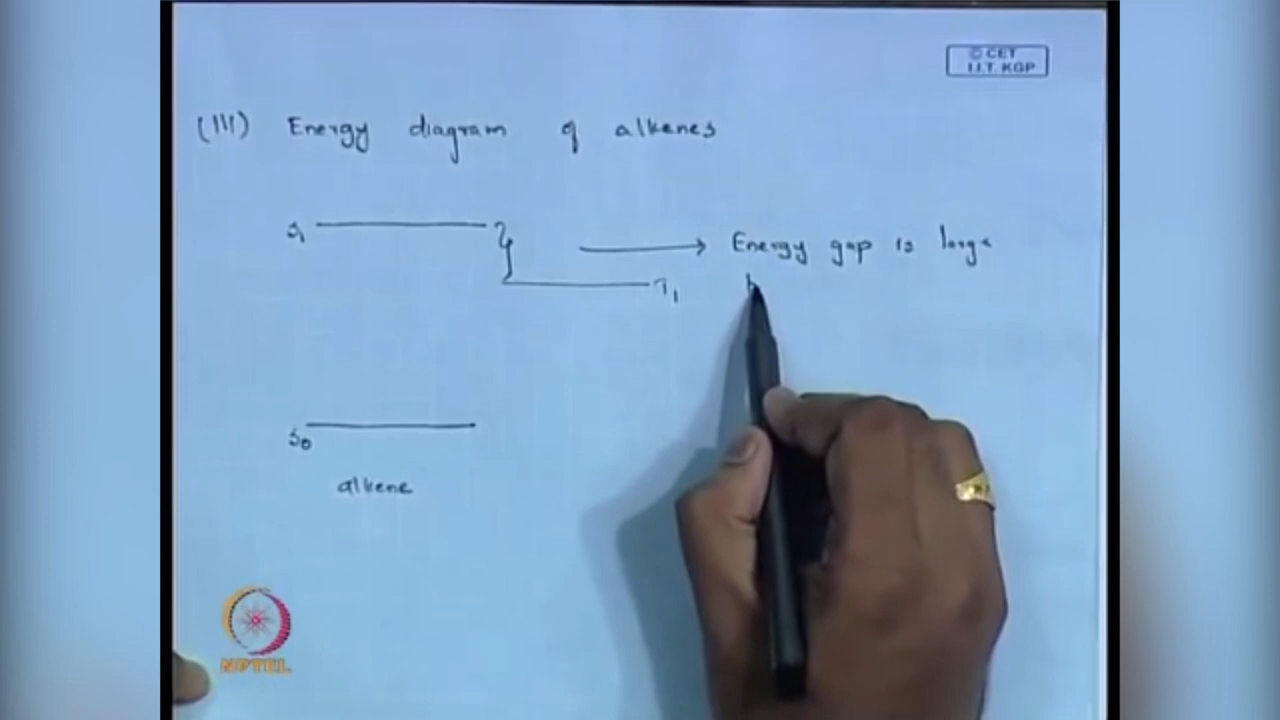 © CET
I.I.T. KGP
(III) Energy diagram of alkenes
S1
Energy gap is large
T1
S0
alkene
NPTEL